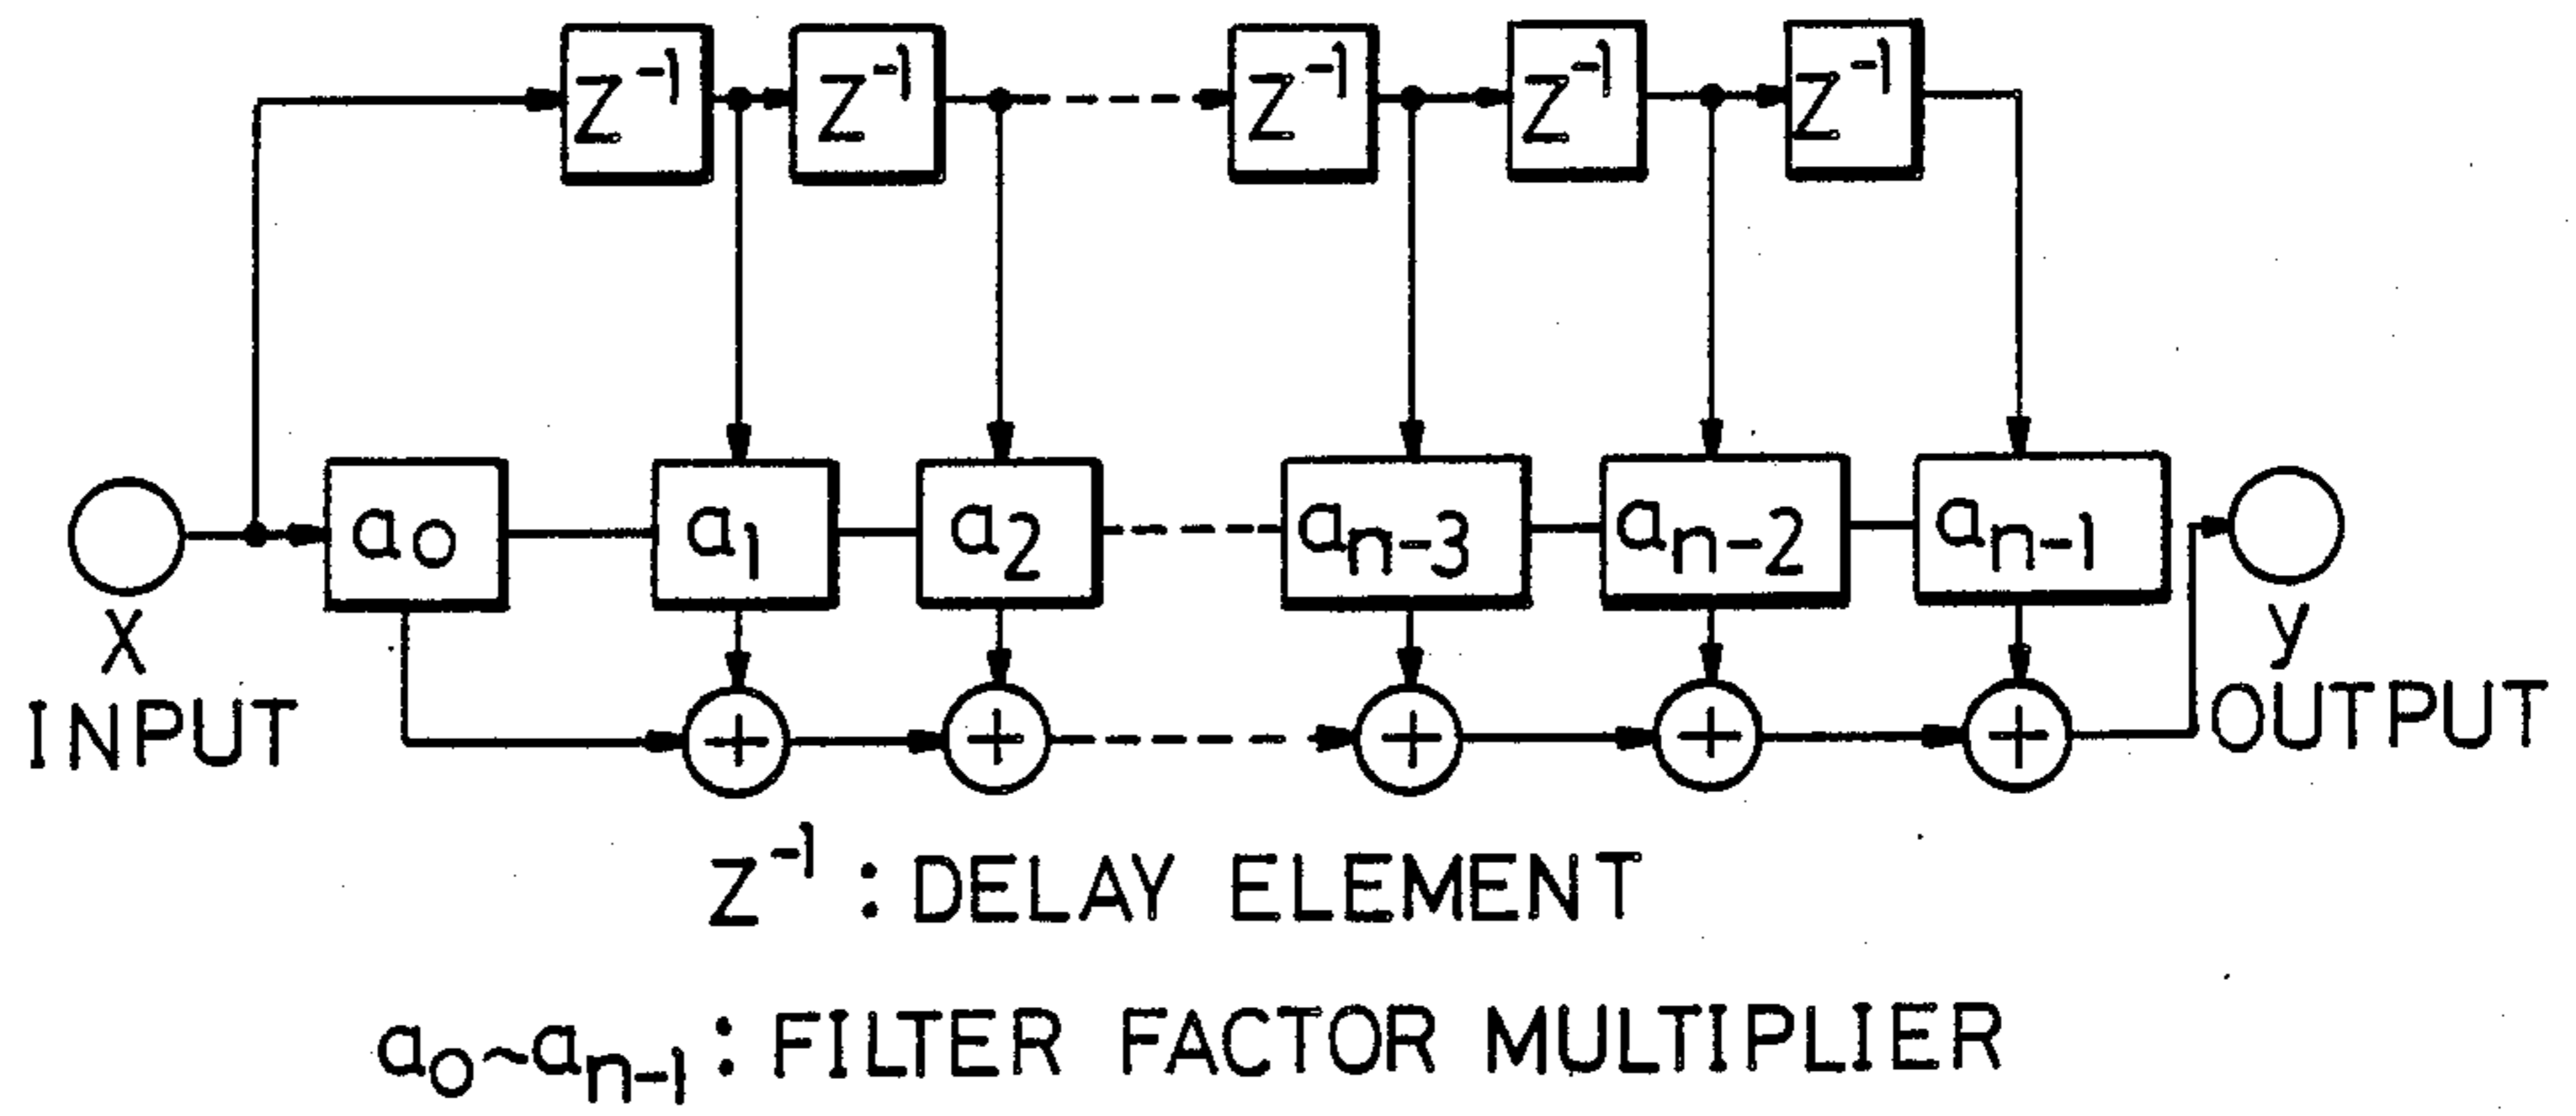 Z⁻¹ Z⁻¹ Z⁻¹ Z⁻¹ Z⁻¹
a₀ a₁ a₂ aₙ₋₃ aₙ₋₂ aₙ₋₁
X y
INPUT OUTPUT
+ + + + +
Z⁻¹ : DELAY ELEMENT
a₀~aₙ₋₁ : FILTER FACTOR MULTIPLIER